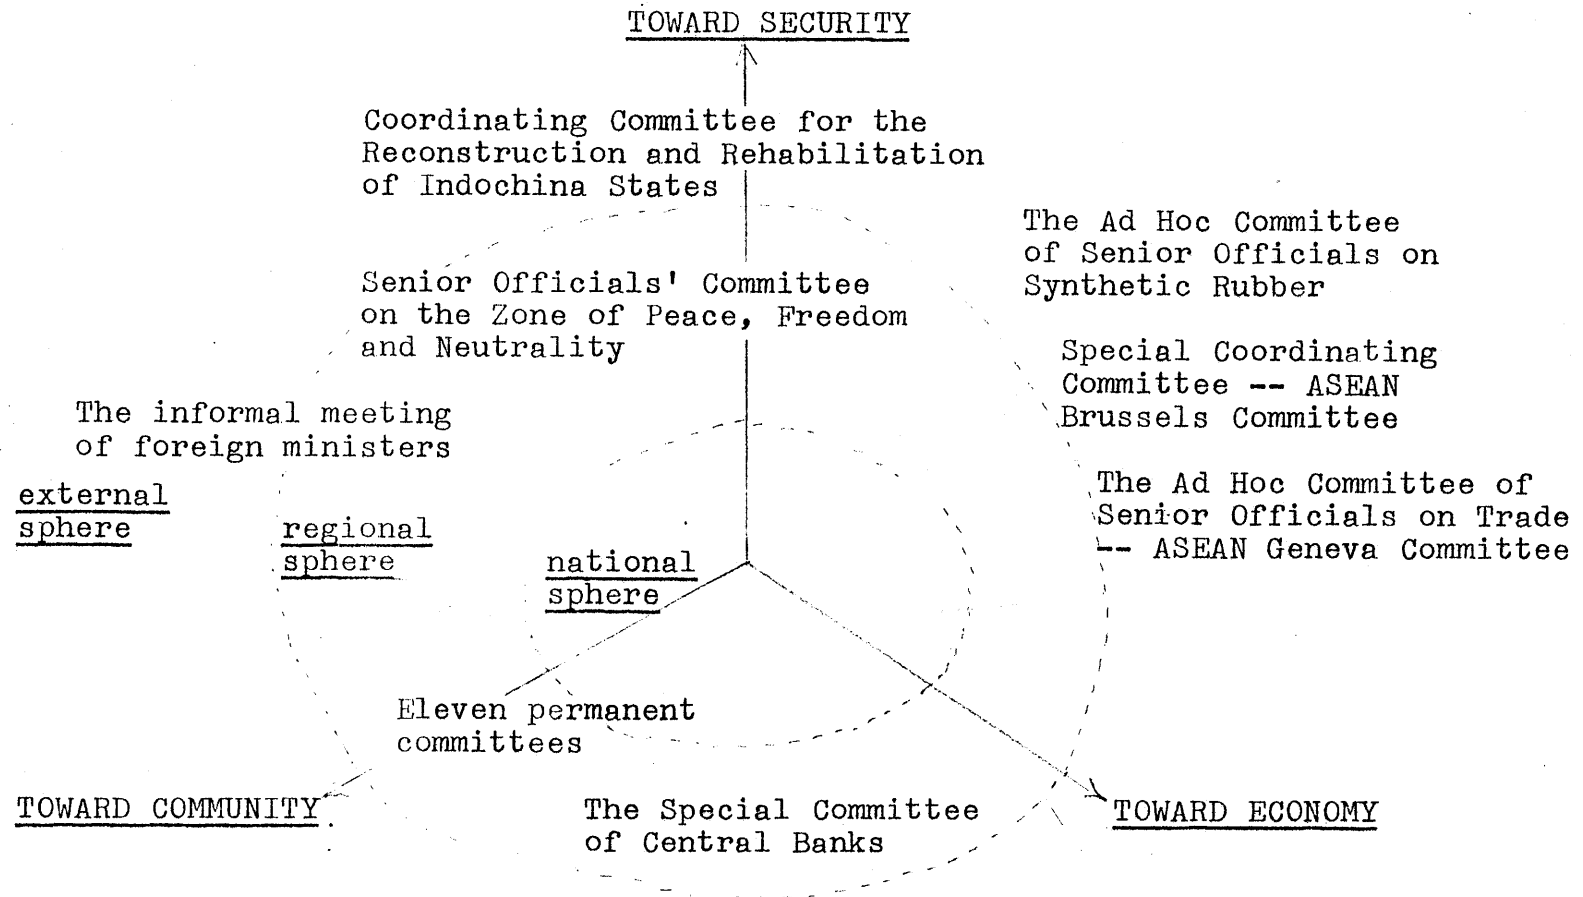 TOWARD SECURITY
Coordinating Committee for the
Reconstruction and Rehabilitation
of Indochina States
The Ad Hoc Committee
of Senior Officials on
Synthetic Rubber
Senior Officials' Committee
on the Zone of Peace, Freedom
and Neutrality
Special Coordinating
Committee -- ASEAN
Brussels Committee
The informal meeting
of foreign ministers
The Ad Hoc Committee of
Senior Officials on Trade
-- ASEAN Geneva Committee
external
sphere
regional
sphere
national
sphere
Eleven permanent
committees
TOWARD COMMUNITY
The Special Committee
of Central Banks
TOWARD ECONOMY